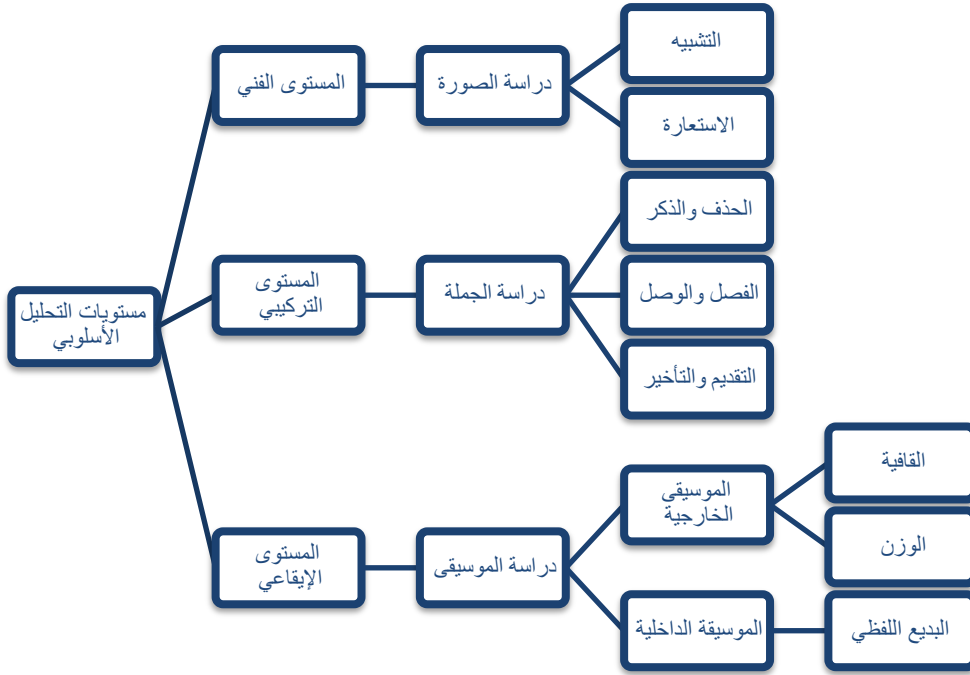 مستويات التحليل
الأسلوبي
المستوى الفني
دراسة الصورة
التشبيه
الاستعارة
المستوى
التركيبي
دراسة الجملة
الحذف والذكر
الفصل والوصل
التقديم والتأخير
المستوى
الإيقاعي
دراسة الموسيقى
الموسيقى
الخارجية
القافية
الوزن
الموسيقة الداخلية
البديع اللفظي